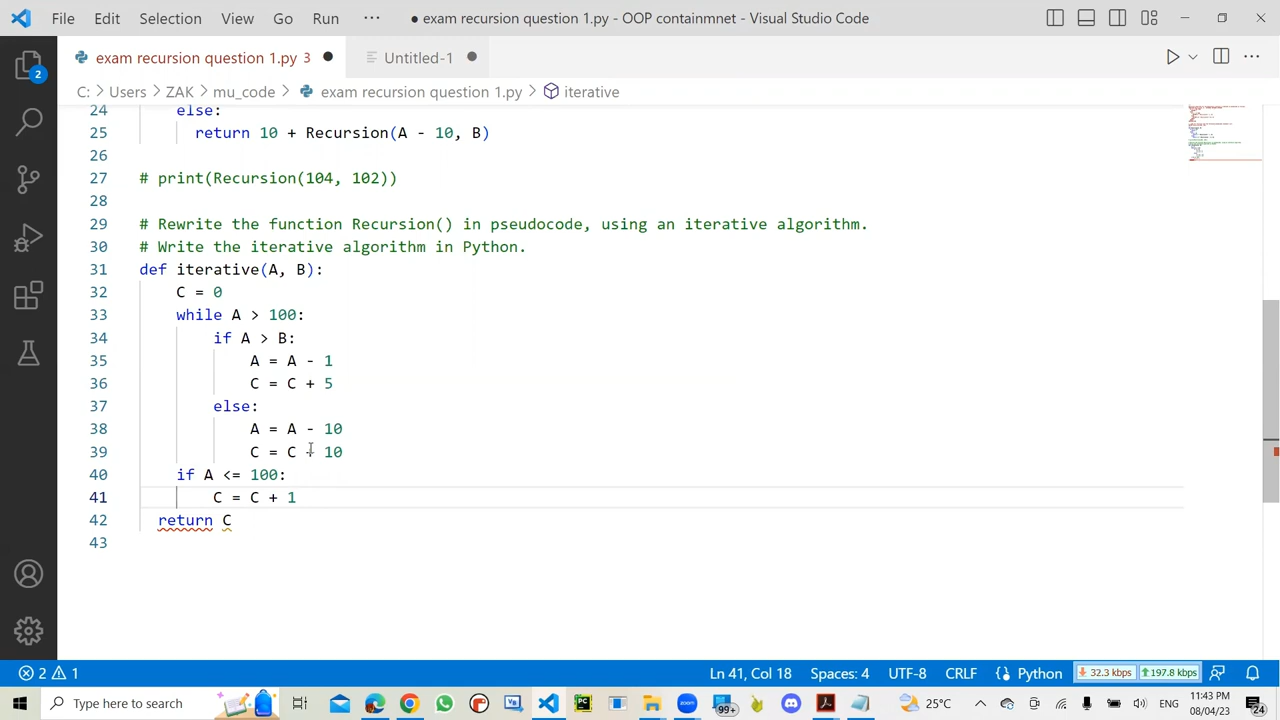 File Edit Selection View Go Run ··· ● exam recursion question 1.py - OOP containmnet - Visual Studio Code
exam recursion question 1.py 3 ● Untitled-1 ●
C: > Users > ZAK > mu_code > exam recursion question 1.py > iterative
2
24 else:
25 return 10 + Recursion(A - 10, B)
26
27 # print(Recursion(104, 102))
28
29 # Rewrite the function Recursion() in pseudocode, using an iterative algorithm.
30 # Write the iterative algorithm in Python.
31 def iterative(A, B):
32 C = 0
33 while A > 100:
34 if A > B:
35 A = A - 1
36 C = C + 5
37 else:
38 A = A - 10
39 C = C + 10
40 if A <= 100:
41 C = C + 1
42 return C
43
2 1 Ln 41, Col 18 Spaces: 4 UTF-8 CRLF {} Python 32.3 kbps 197.8 kbps
Type here to search 99+ 25°C ENG 11:43 PM
08/04/23 24